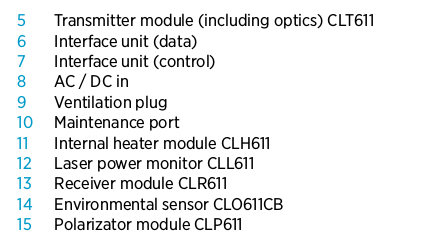 5 Transmitter module (including optics) CLT611
6 Interface unit (data)
7 Interface unit (control)
8 AC / DC in
9 Ventilation plug
10 Maintenance port
11 Internal heater module CLH611
12 Laser power monitor CLL611
13 Receiver module CLR611
14 Environmental sensor CLO611CB
15 Polarizator module CLP611